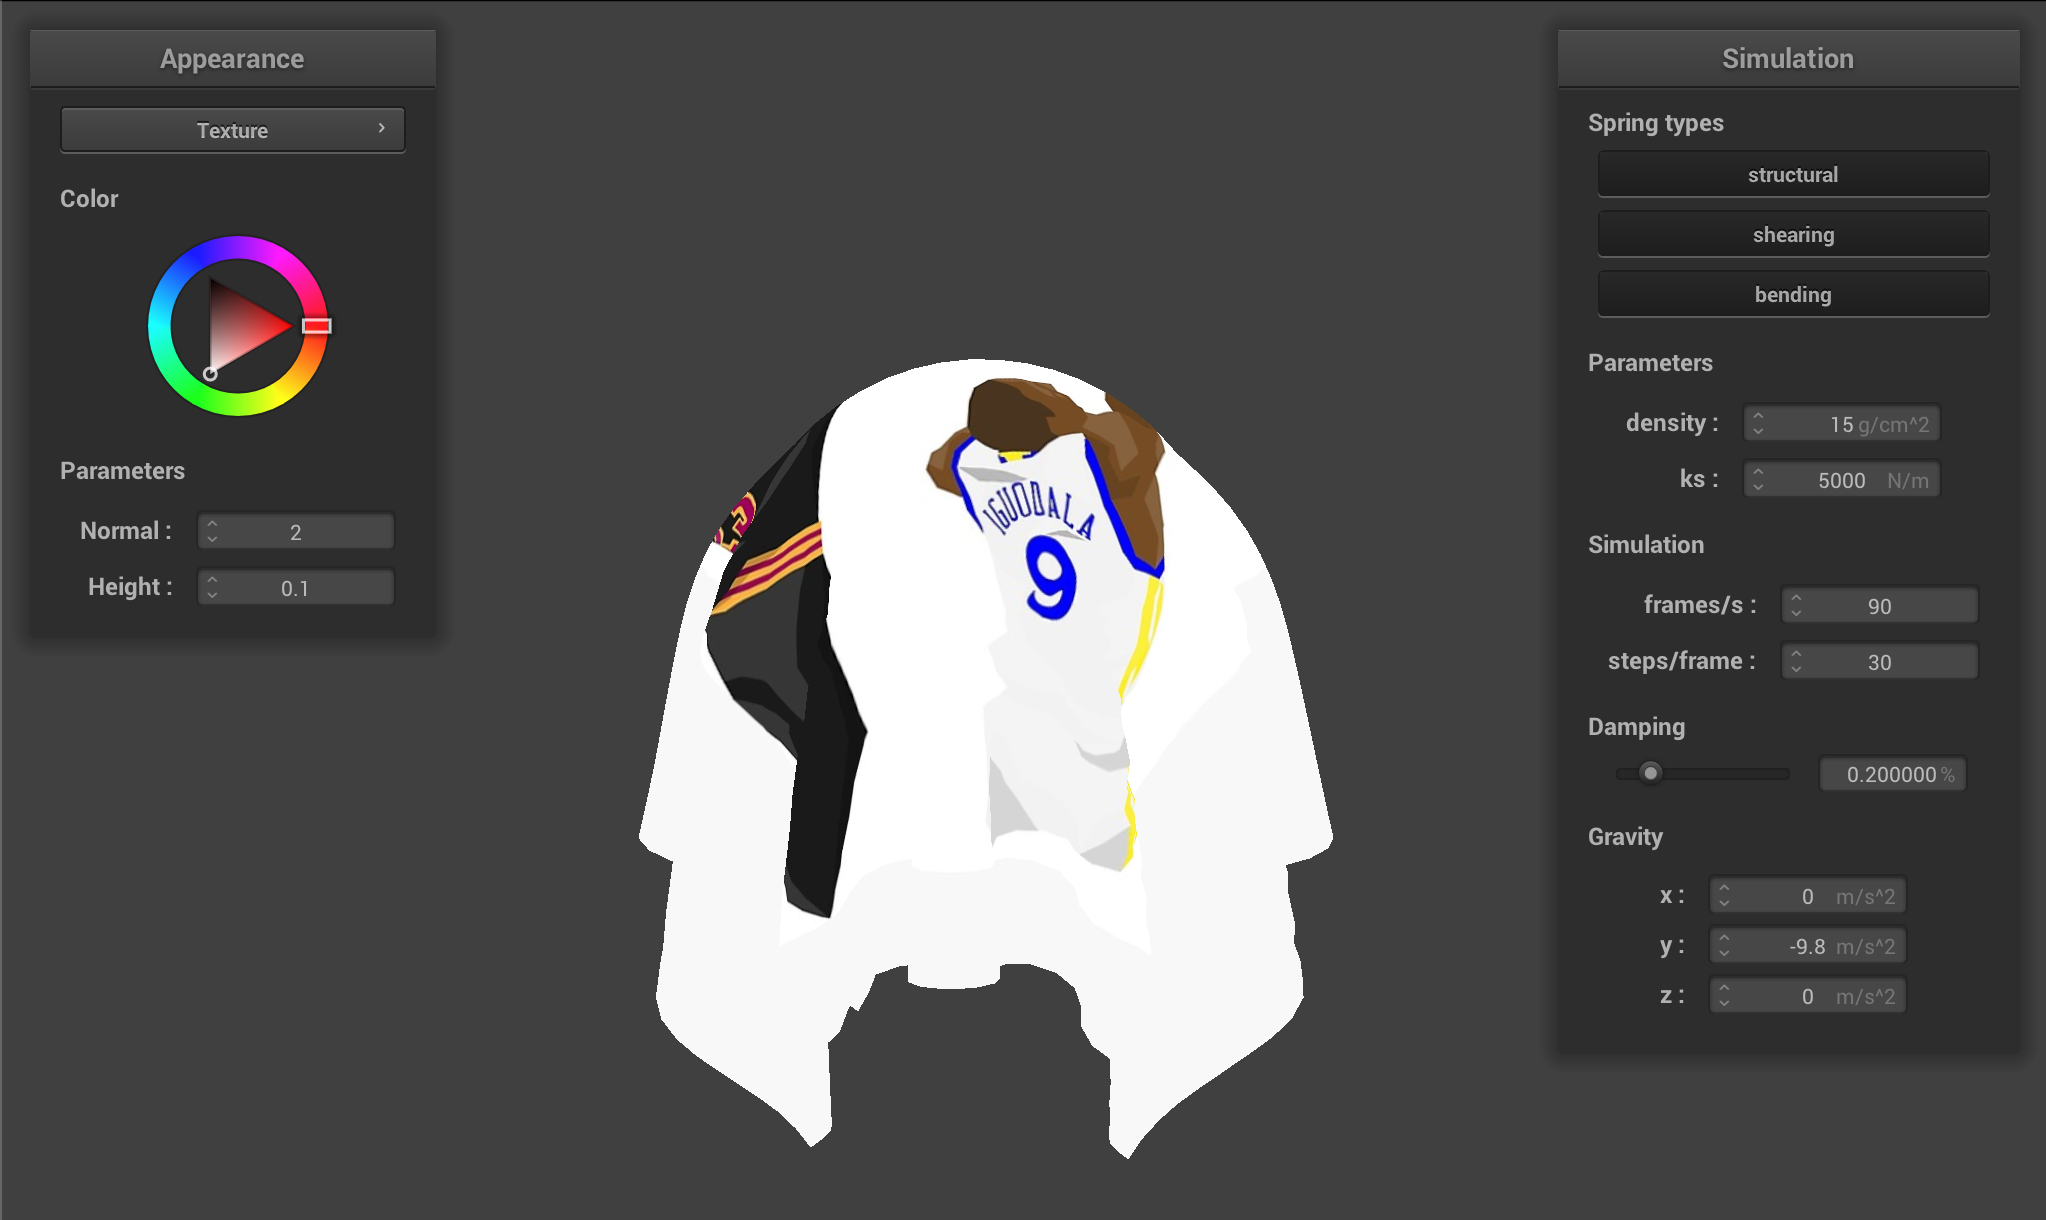 Appearance
Texture
Color
Parameters
Normal : 2
Height : 0.1
IGUODALA
9
Simulation
Spring types
structural
shearing
bending
Parameters
density : 15 g/cm^2
ks : 5000 N/m
Simulation
frames/s : 90
steps/frame : 30
Damping
0.200000 %
Gravity
x : 0 m/s^2
y : -9.8 m/s^2
z : 0 m/s^2